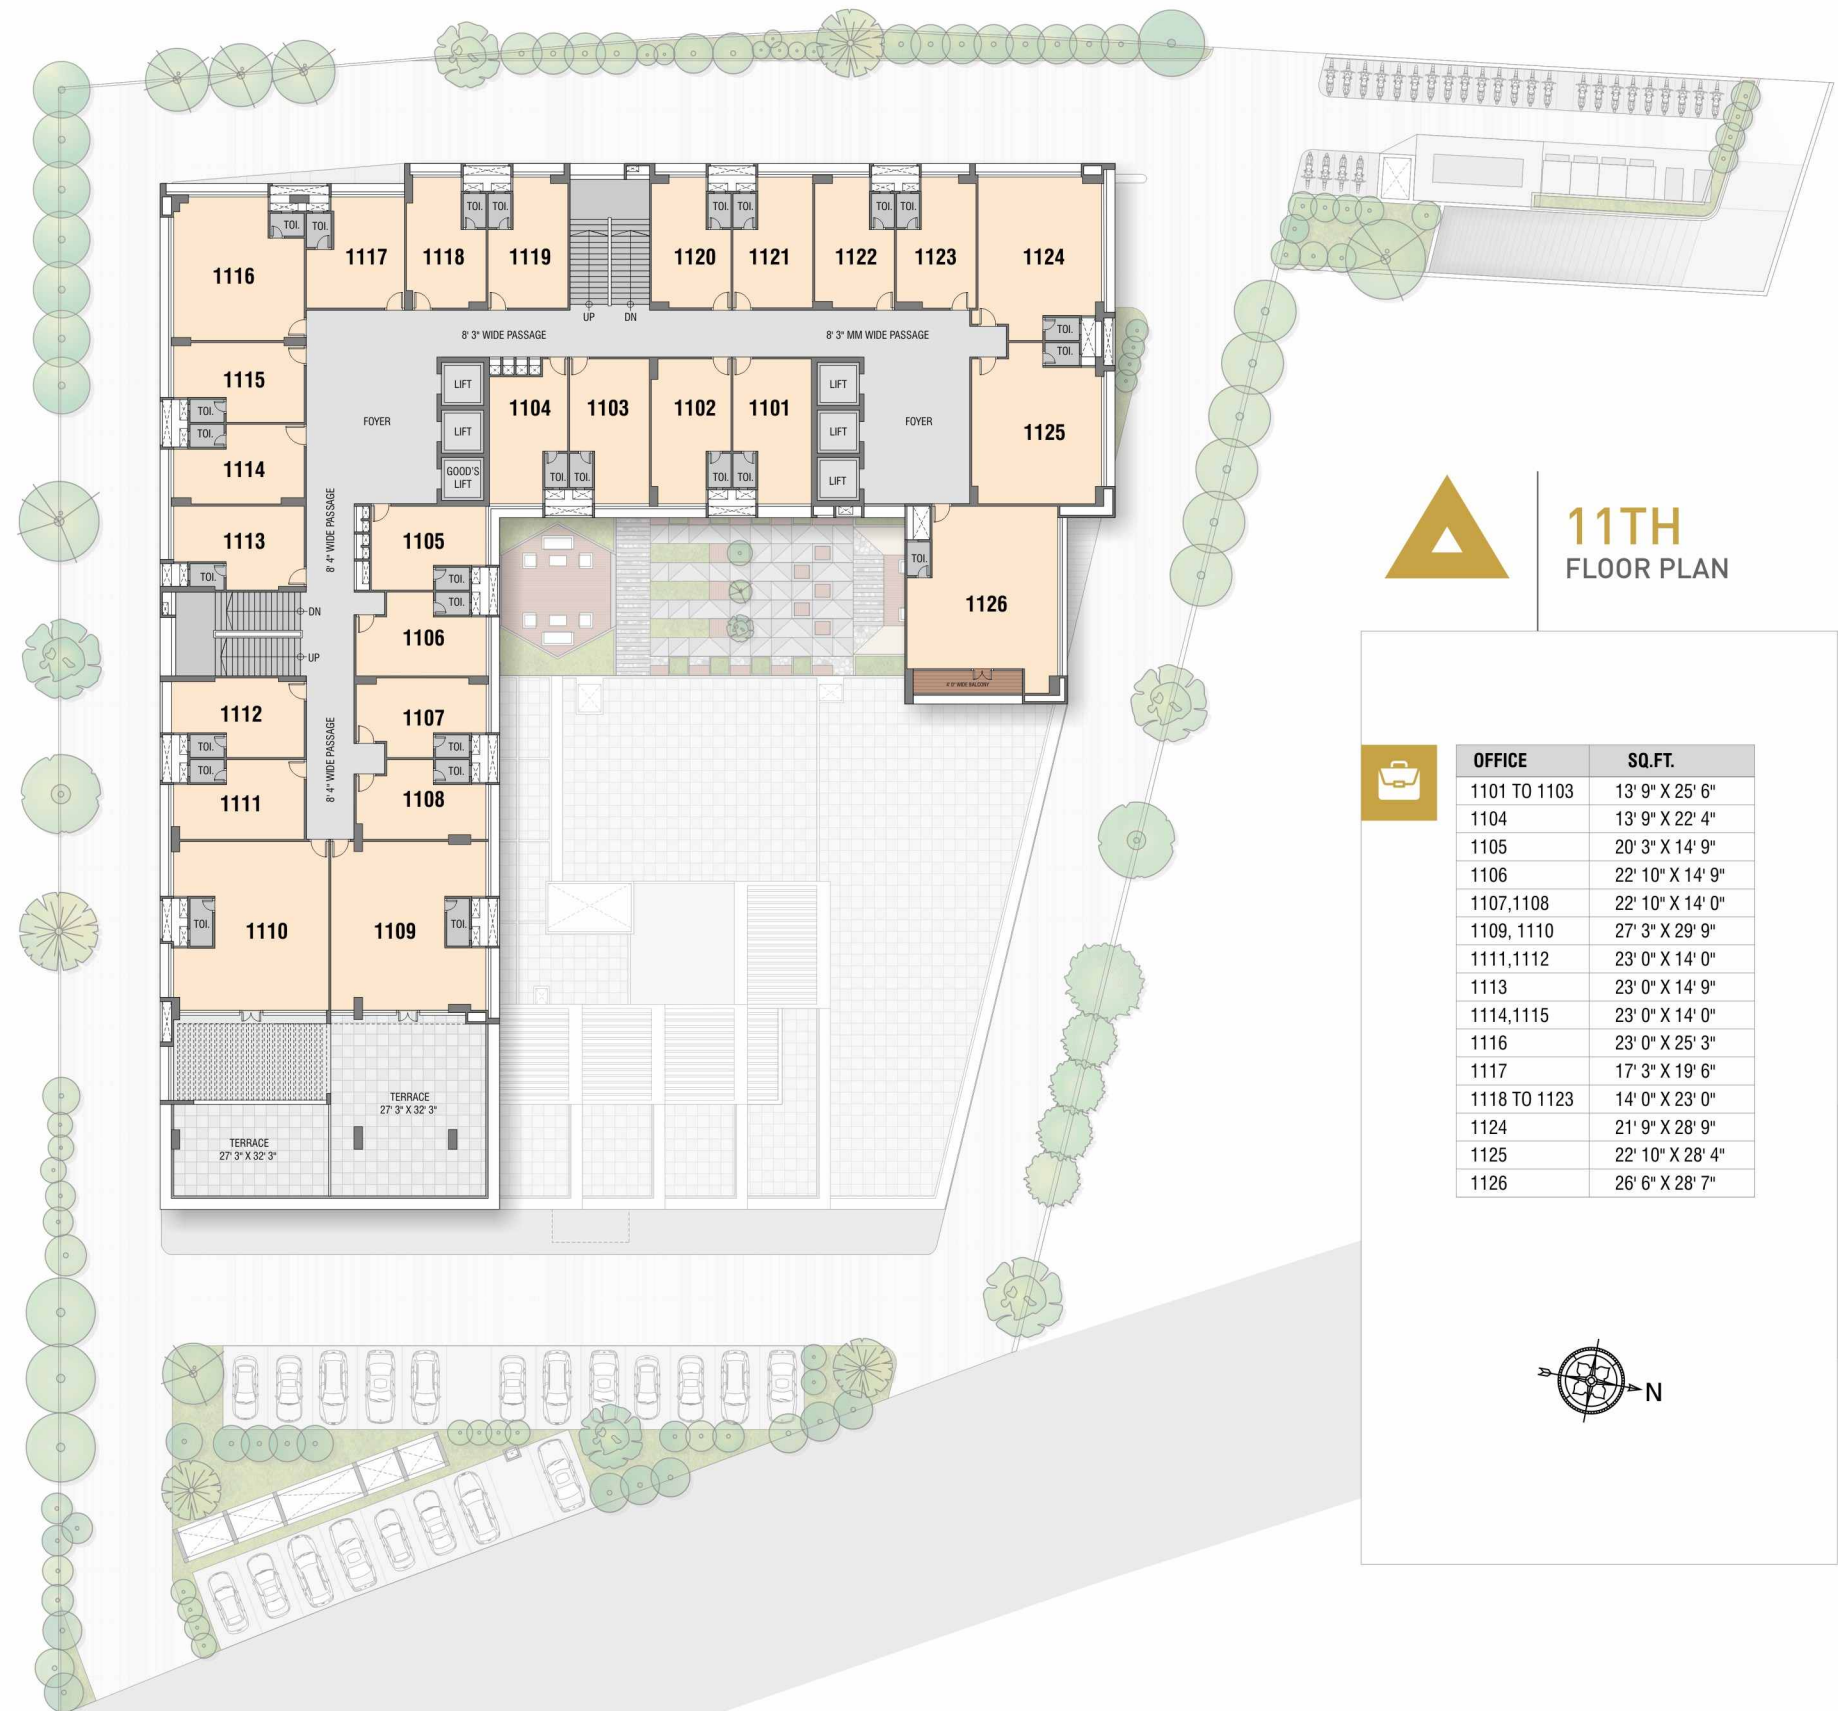 TOI. TOI. TOI. TOI. TOI. TOI. TOI. TOI.
1116
1117
1118
1119
1120
1121
1122
1123
1124
UP DN
8' 3" WIDE PASSAGE
8' 3" MM WIDE PASSAGE
TOI.
TOI.
1115
TOI.
TOI.
1114
FOYER
LIFT
LIFT
GOOD'S
LIFT
1104
1103
1102
1101
TOI. TOI. TOI. TOI.
LIFT
LIFT
LIFT
FOYER
1125
8' 4" WIDE PASSAGE
1113
TOI.
1105
TOI.
TOI.
1106
DN
UP
TOI.
1126
4' 0" WIDE BALCONY
1112
TOI.
TOI.
1111
8' 4" WIDE PASSAGE
1107
TOI.
TOI.
1108
TOI.
1110
1109
TOI.
TERRACE
27' 3" X 32' 3"
TERRACE
27' 3" X 32' 3"
11TH
FLOOR PLAN
OFFICE SQ.FT.
1101 TO 1103 13' 9" X 25' 6"
1104 13' 9" X 22' 4"
1105 20' 3" X 14' 9"
1106 22' 10" X 14' 9"
1107,1108 22' 10" X 14' 0"
1109, 1110 27' 3" X 29' 9"
1111,1112 23' 0" X 14' 0"
1113 23' 0" X 14' 9"
1114,1115 23' 0" X 14' 0"
1116 23' 0" X 25' 3"
1117 17' 3" X 19' 6"
1118 TO 1123 14' 0" X 23' 0"
1124 21' 9" X 28' 9"
1125 22' 10" X 28' 4"
1126 26' 6" X 28' 7"
N